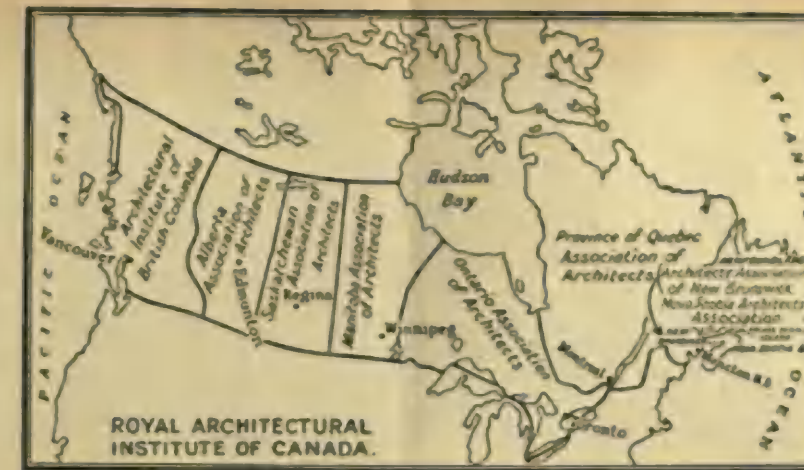 PACIFIC OCEAN
ATLANTIC
OCEAN
Architectural
Institute of
British Columbia
Vancouver
Alberta
Association of
Architects
Edmonton
Saskatchewan
Association of
Architects
Regina
Manitoba Association
of Architects
Winnipeg
Hudson
Bay
Ontario Association
of Architects
Province of Quebec
Association of
Architects
Architects Association
of New Brunswick
Nova Scotia Architects
Association
Montreal
Toronto
ROYAL ARCHITECTURAL
INSTITUTE OF CANADA.